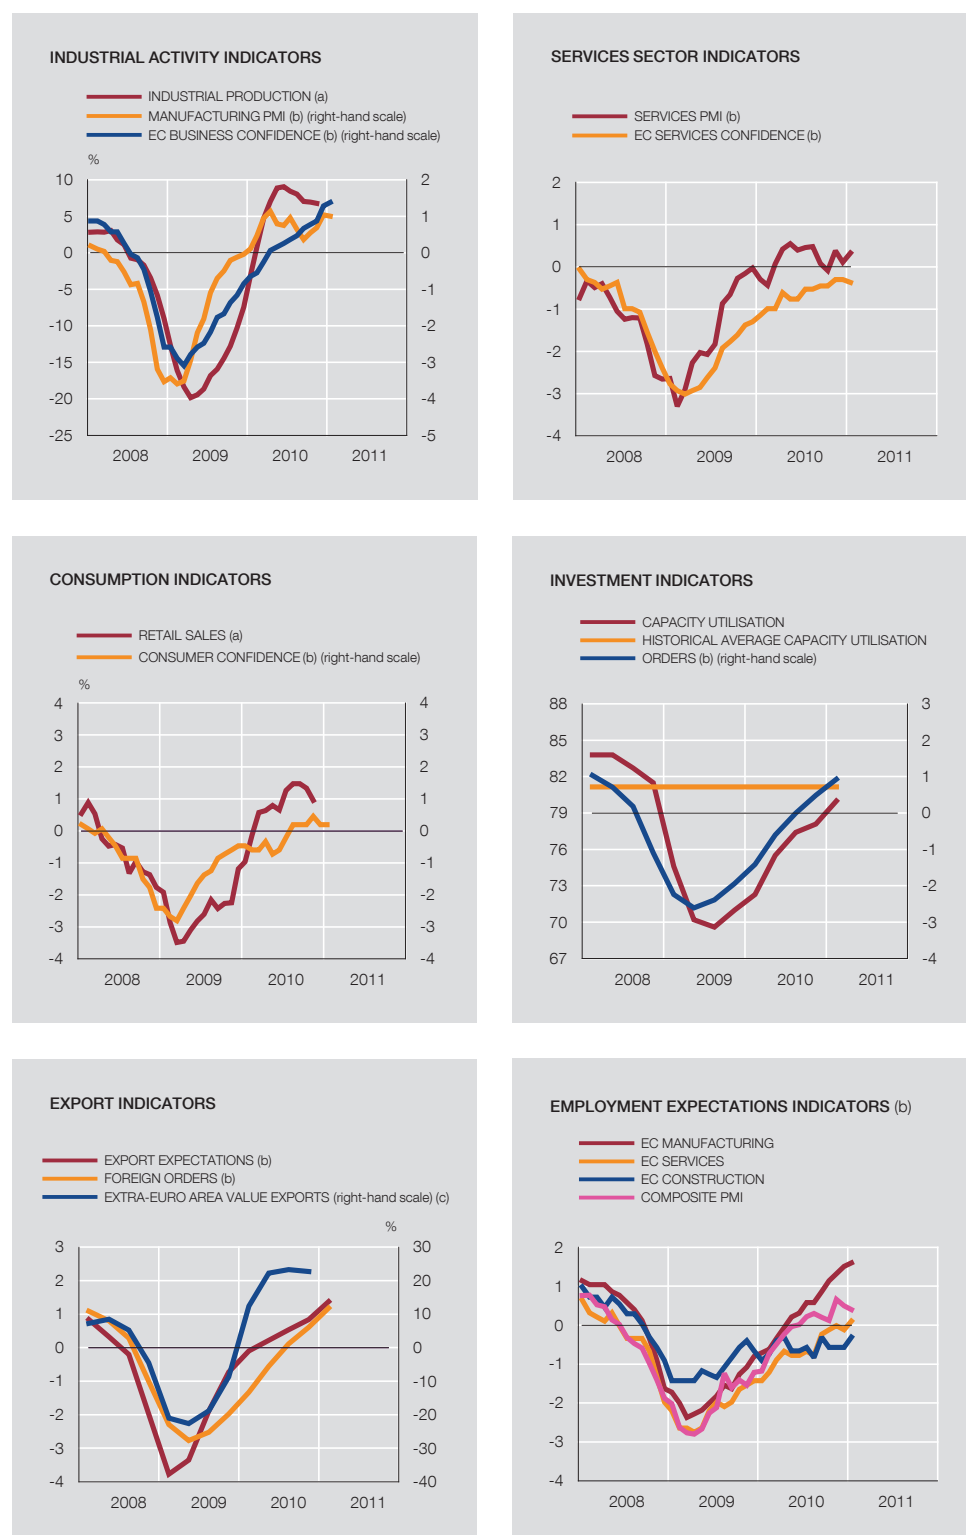 INDUSTRIAL ACTIVITY INDICATORS
INDUSTRIAL PRODUCTION (a)
MANUFACTURING PMI (b) (right-hand scale)
EC BUSINESS CONFIDENCE (b) (right-hand scale)
%
10 2
5 1
0 0
-5 -1
-10 -2
-15 -3
-20 -4
-25 -5
2008 2009 2010 2011
SERVICES SECTOR INDICATORS
SERVICES PMI (b)
EC SERVICES CONFIDENCE (b)
2
1
0
-1
-2
-3
-4
2008 2009 2010 2011
CONSUMPTION INDICATORS
RETAIL SALES (a)
CONSUMER CONFIDENCE (b) (right-hand scale)
%
4 4
3 3
2 2
1 1
0 0
-1 -1
-2 -2
-3 -3
-4 -4
2008 2009 2010 2011
INVESTMENT INDICATORS
CAPACITY UTILISATION
HISTORICAL AVERAGE CAPACITY UTILISATION
ORDERS (b) (right-hand scale)
88 3
85 2
82 1
79 0
76 -1
73 -2
70 -3
67 -4
2008 2009 2010 2011
EXPORT INDICATORS
EXPORT EXPECTATIONS (b)
FOREIGN ORDERS (b)
EXTRA-EURO AREA VALUE EXPORTS (right-hand scale) (c)
%
3 30
2 20
1 10
0 0
-1 -10
-2 -20
-3 -30
-4 -40
2008 2009 2010 2011
EMPLOYMENT EXPECTATIONS INDICATORS (b)
EC MANUFACTURING
EC SERVICES
EC CONSTRUCTION
COMPOSITE PMI
2
1
0
-1
-2
-3
-4
2008 2009 2010 2011